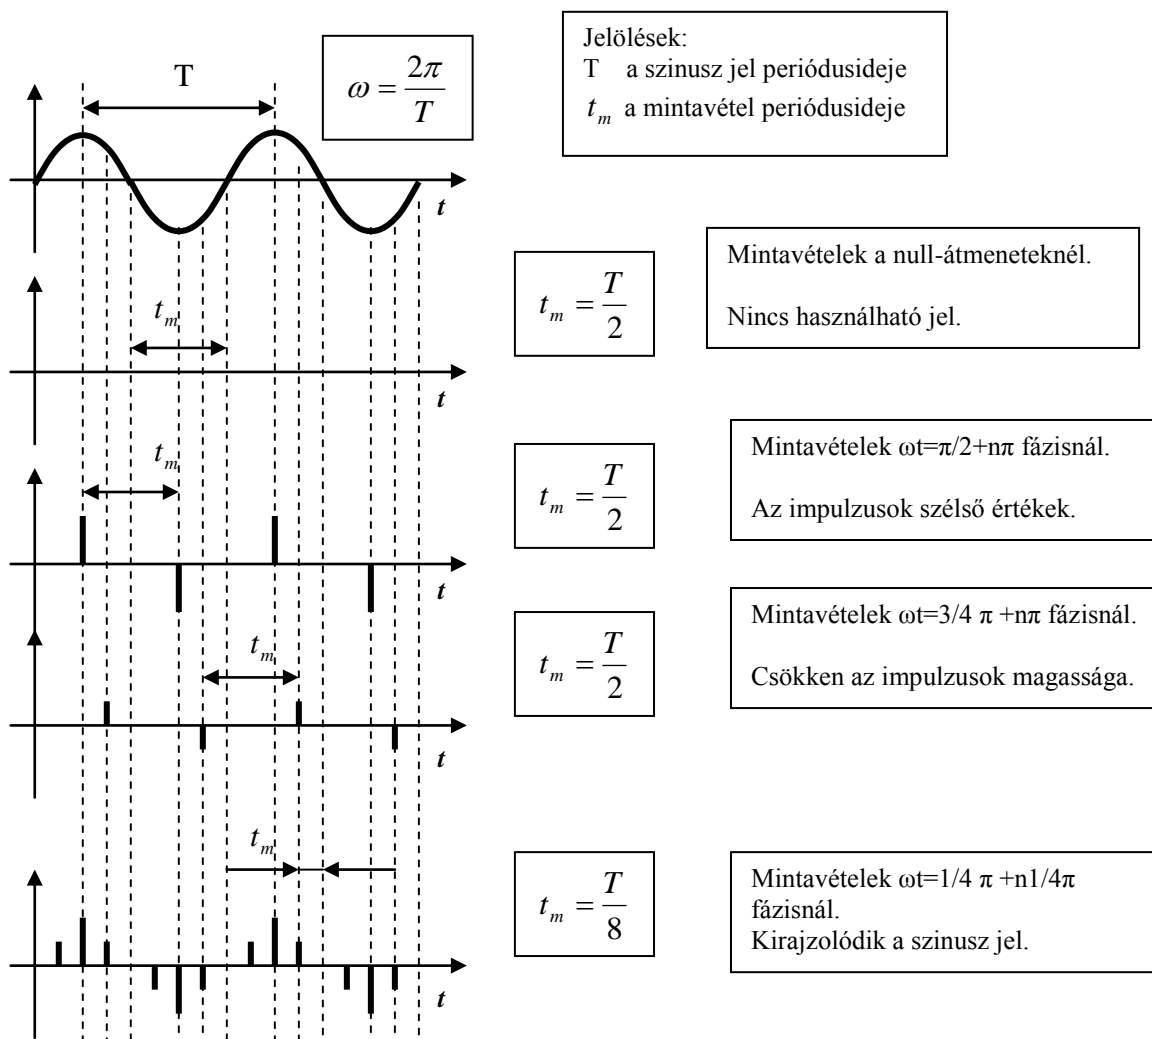 T
ω = 2π/T
Jelölések:
T a szinusz jel periódusideje
t_m a mintavétel periódusideje
t
t_m
t
t_m = T/2
Mintavételek a null-átmeneteknél.
Nincs használható jel.
t_m
t
t_m = T/2
Mintavételek ωt=π/2+nπ fázisnál.
Az impulzusok szélső értékek.
t_m
t
t_m = T/2
Mintavételek ωt=3/4 π +nπ fázisnál.
Csökken az impulzusok magassága.
t_m
t
t_m = T/8
Mintavételek ωt=1/4 π +n1/4π
fázisnál.
Kirajzolódik a szinusz jel.